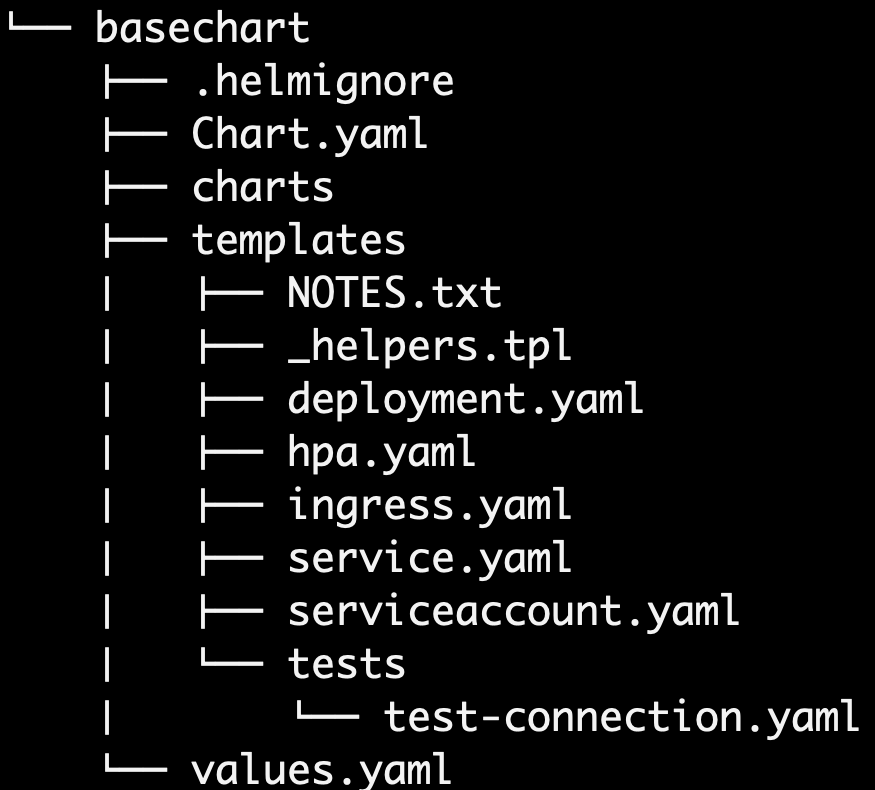 └── basechart
    ├── .helmignore
    ├── Chart.yaml
    ├── charts
    ├── templates
    │   ├── NOTES.txt
    │   ├── _helpers.tpl
    │   ├── deployment.yaml
    │   ├── hpa.yaml
    │   ├── ingress.yaml
    │   ├── service.yaml
    │   ├── serviceaccount.yaml
    │   └── tests
    │       └── test-connection.yaml
    └── values.yaml